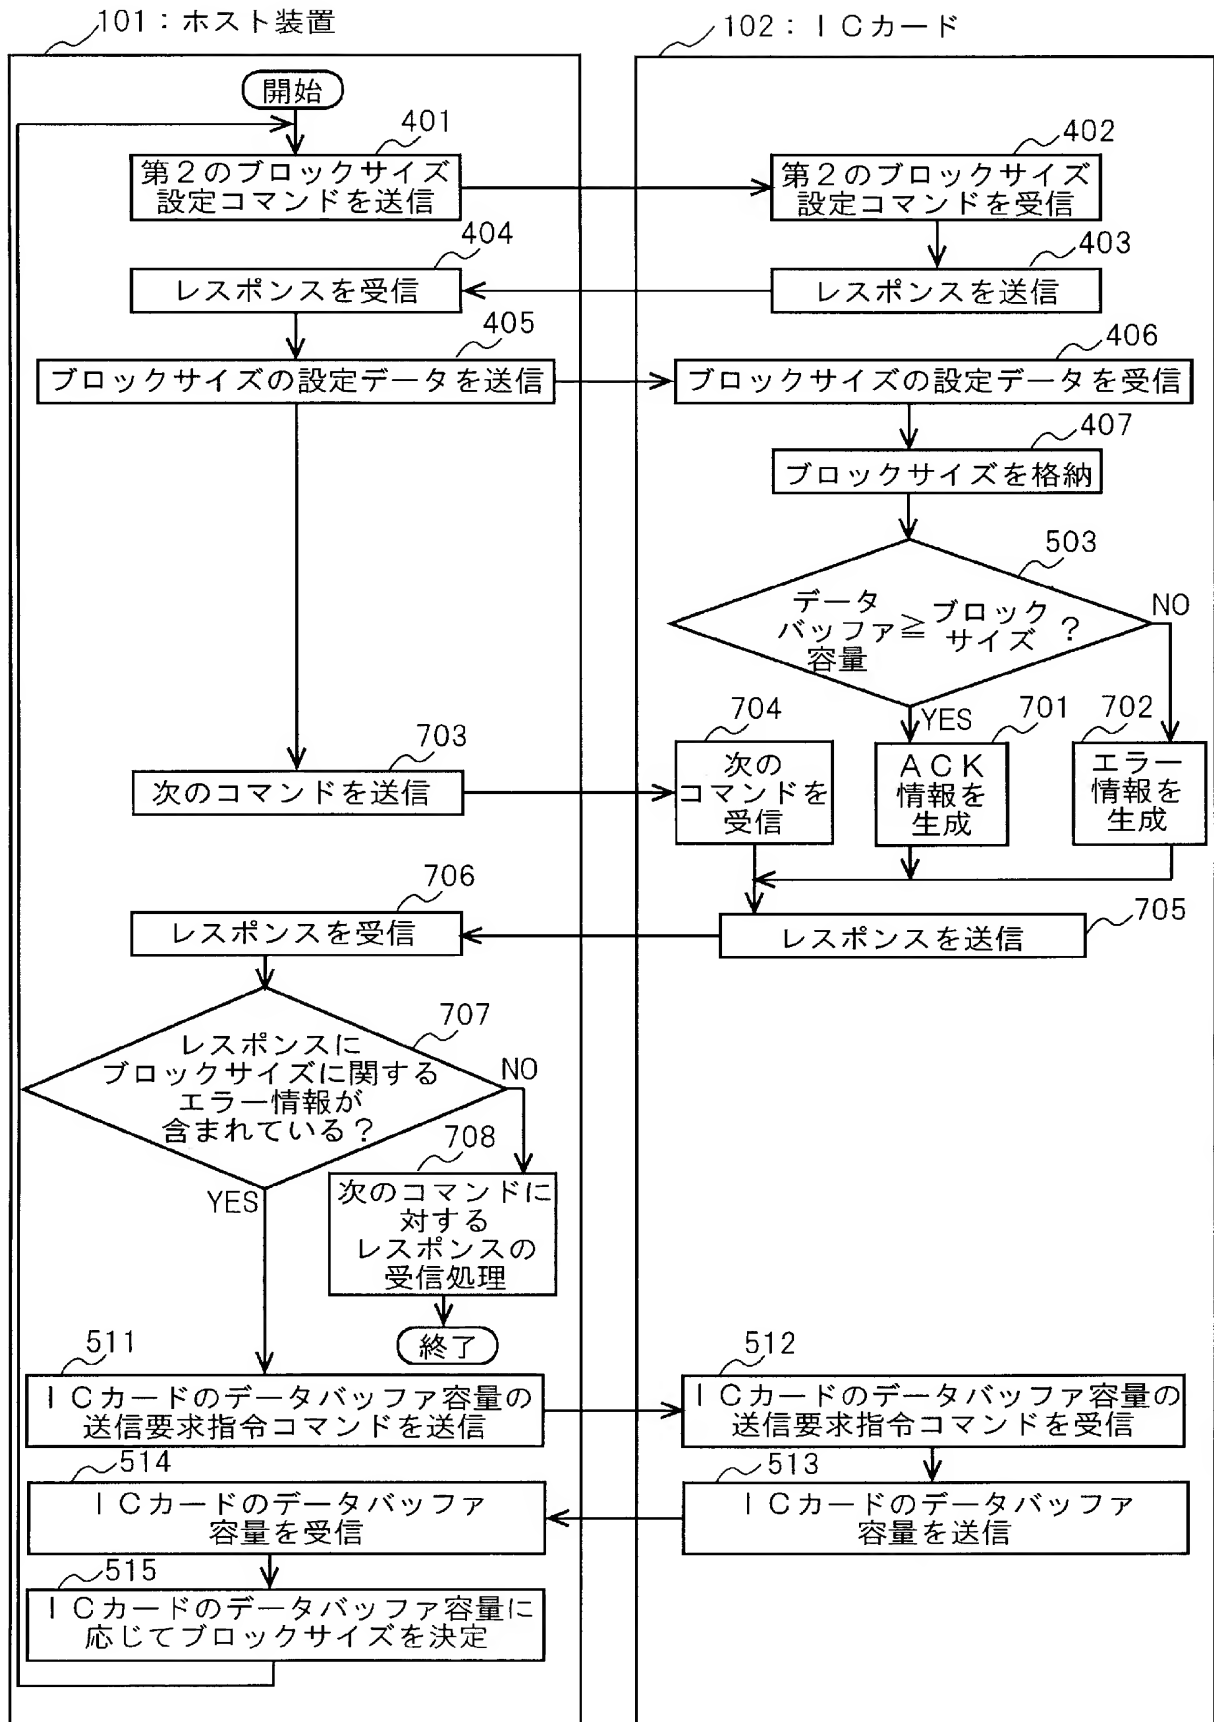 101：ホスト装置
102：ＩＣカード
開始
401
第２のブロックサイズ
設定コマンドを送信
402
第２のブロックサイズ
設定コマンドを受信
404
レスポンスを受信
403
レスポンスを送信
405
ブロックサイズの設定データを送信
406
ブロックサイズの設定データを受信
407
ブロックサイズを格納
503
データ
バッファ
容量
≧
ブロック
サイズ
？
NO
YES
703
次のコマンドを送信
704
次の
コマンドを
受信
701
ＡＣＫ
情報を
生成
702
エラー
情報を
生成
706
レスポンスを受信
705
レスポンスを送信
707
レスポンスに
ブロックサイズに関する
エラー情報が
含まれている？
NO
YES
708
次のコマンドに
対する
レスポンスの
受信処理
終了
511
ＩＣカードのデータバッファ容量の
送信要求指令コマンドを送信
512
ＩＣカードのデータバッファ容量の
送信要求指令コマンドを受信
514
ＩＣカードのデータバッファ
容量を受信
513
ＩＣカードのデータバッファ
容量を送信
515
ＩＣカードのデータバッファ容量に
応じてブロックサイズを決定